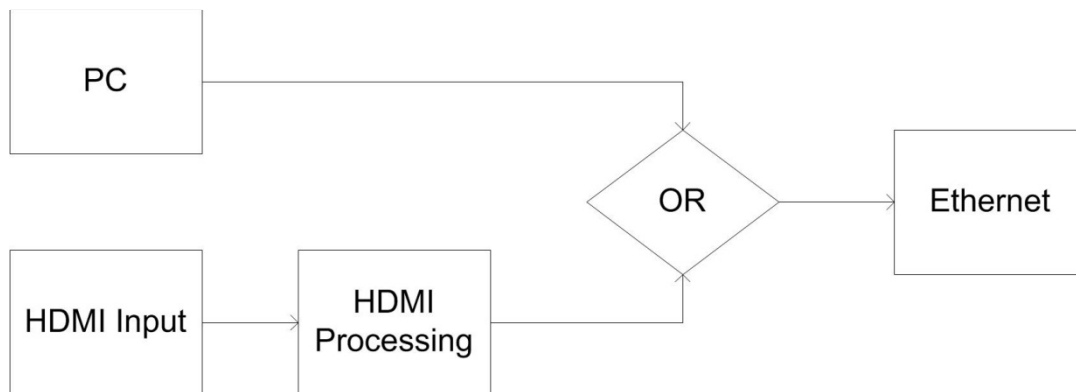 PC
OR
Ethernet
HDMI Input
HDMI
Processing